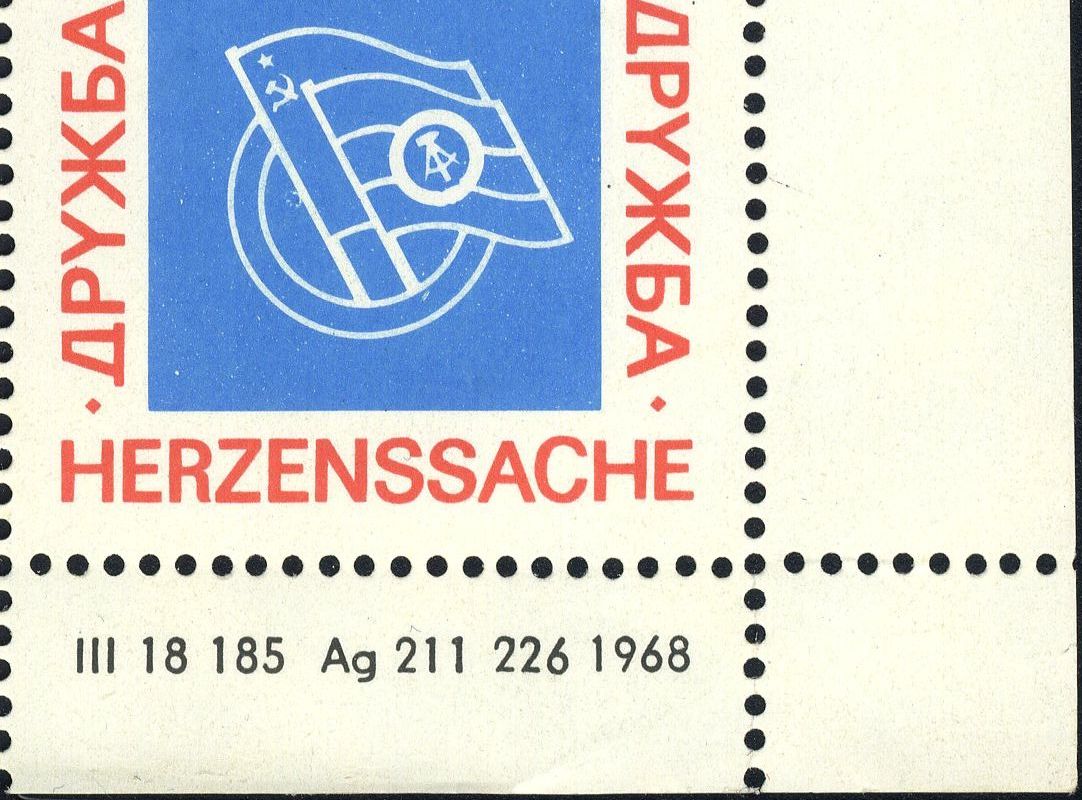 ДРУЖБА
ДРУЖБА
· HERZENSSACHE ·
III 18 185 Ag 211 226 1968